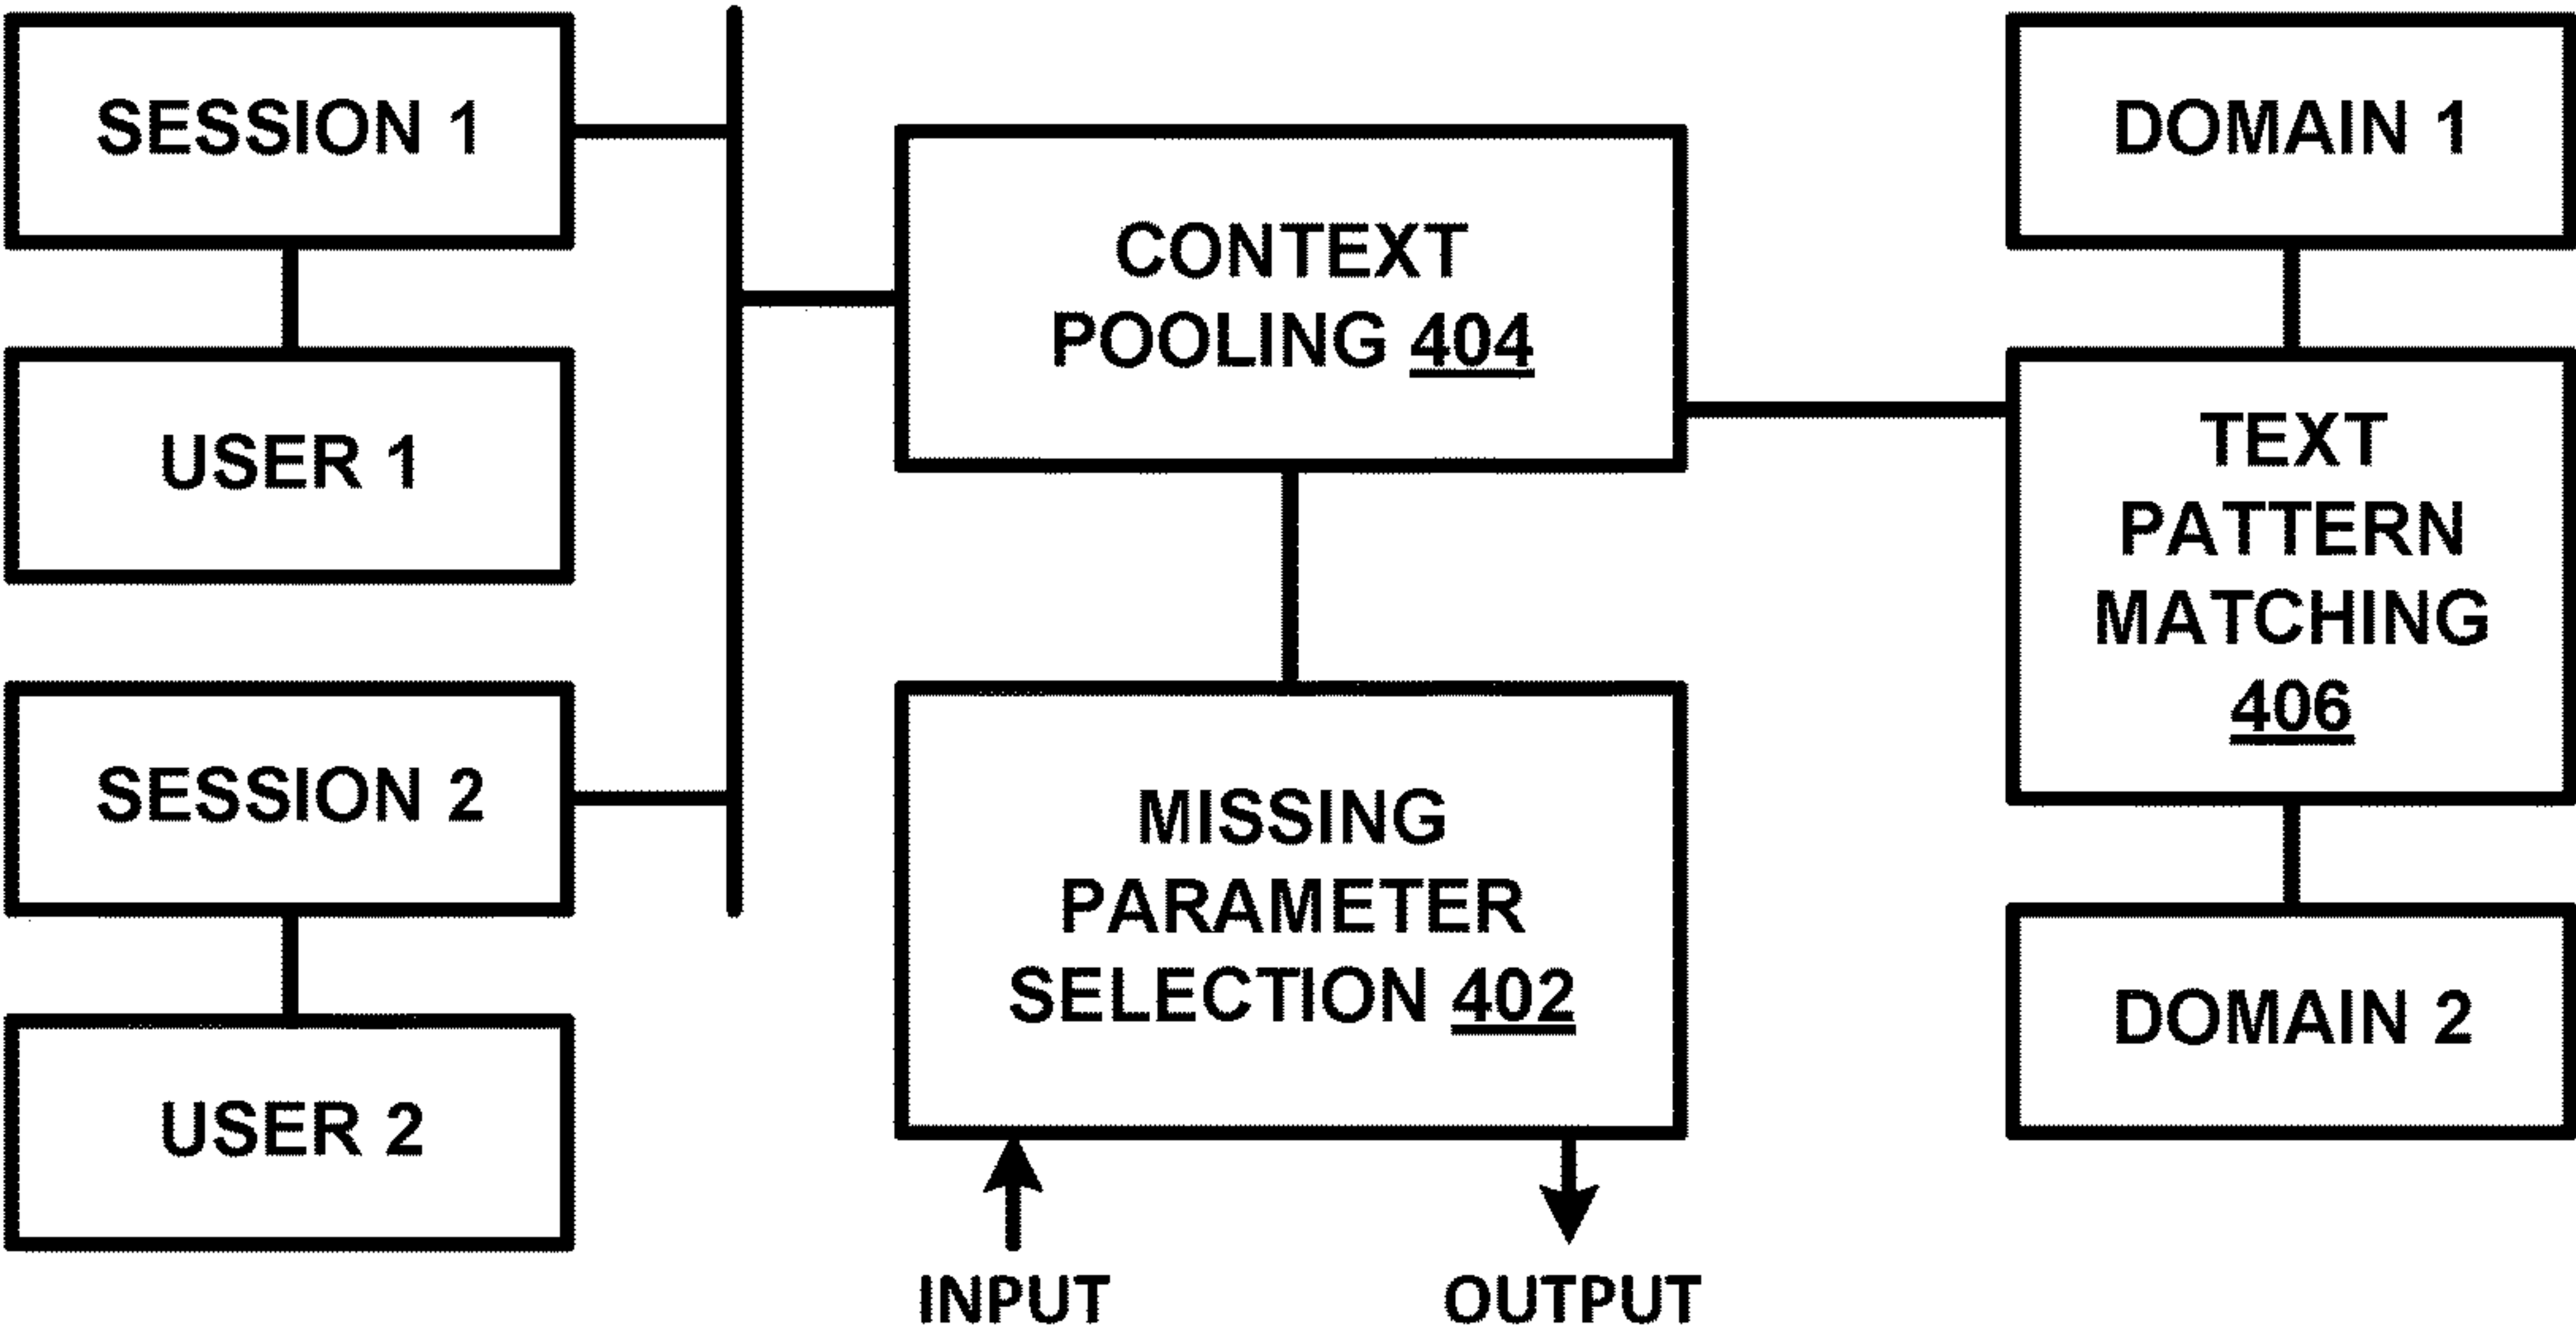 SESSION 1
USER 1
SESSION 2
USER 2
CONTEXT
POOLING 404
MISSING
PARAMETER
SELECTION 402
INPUT
OUTPUT
DOMAIN 1
TEXT
PATTERN
MATCHING
406
DOMAIN 2